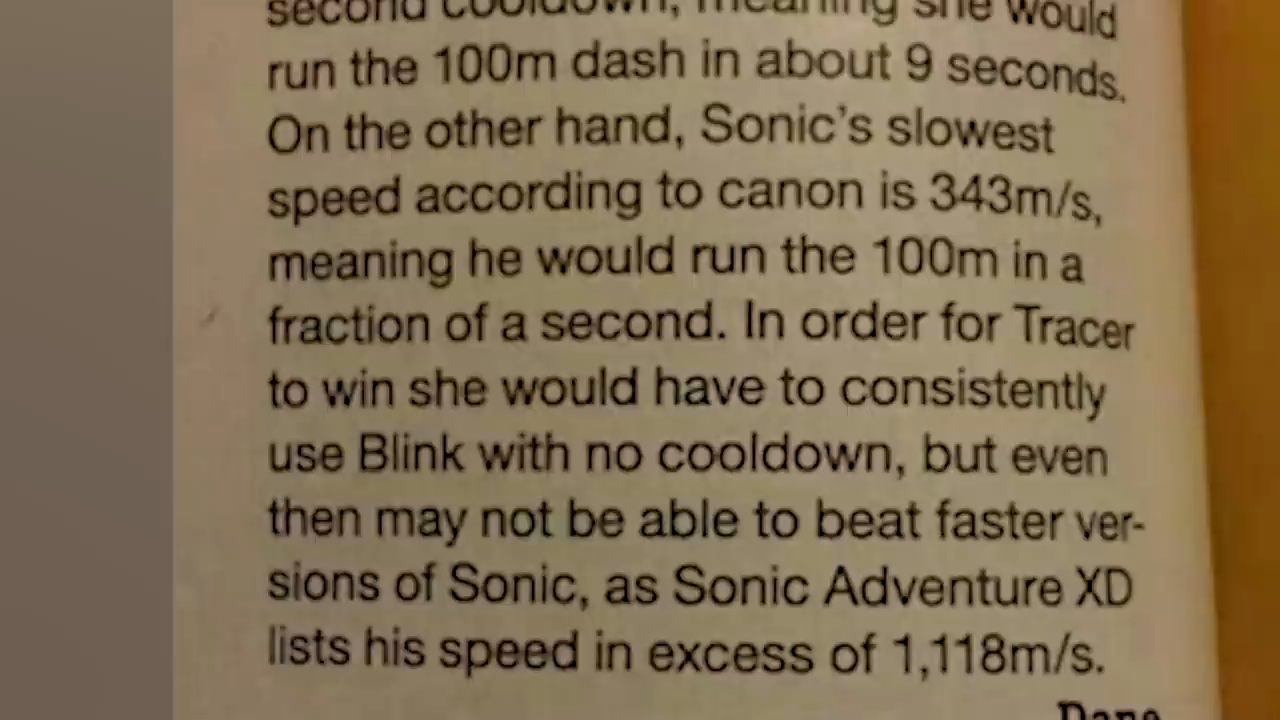 second cooldown, meaning she would
run the 100m dash in about 9 seconds.
On the other hand, Sonic's slowest
speed according to canon is 343m/s,
meaning he would run the 100m in a
fraction of a second. In order for Tracer
to win she would have to consistently
use Blink with no cooldown, but even
then may not be able to beat faster ver-
sions of Sonic, as Sonic Adventure XD
lists his speed in excess of 1,118m/s.
Dane